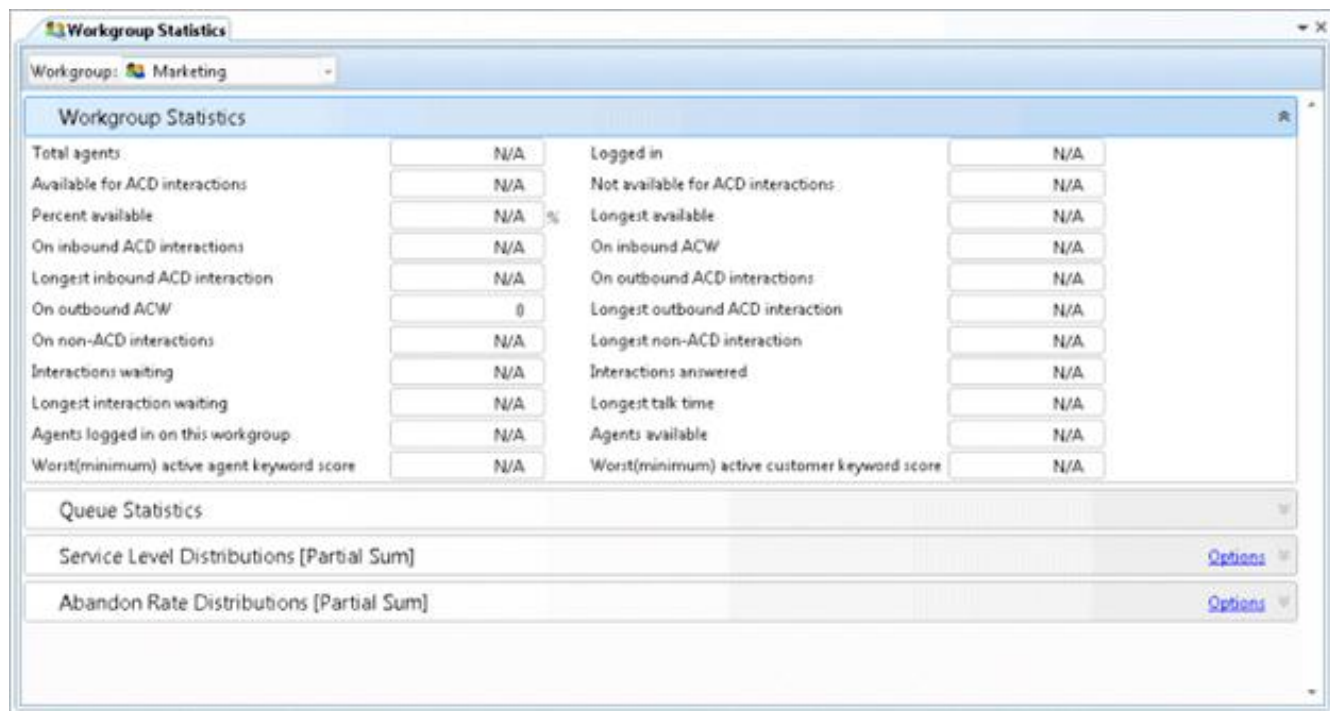 Workgroup Statistics
Workgroup: Marketing
Workgroup Statistics
Total agents N/A Logged in N/A
Available for ACD interactions N/A Not available for ACD interactions N/A
Percent available N/A % Longest available N/A
On inbound ACD interactions N/A On inbound ACW N/A
Longest inbound ACD interaction N/A On outbound ACD interactions N/A
On outbound ACW 0 Longest outbound ACD interaction N/A
On non-ACD interactions N/A Longest non-ACD interaction N/A
Interactions waiting N/A Interactions answered N/A
Longest interaction waiting N/A Longest talk time N/A
Agents logged in on this workgroup N/A Agents available N/A
Worst(minimum) active agent keyword score N/A Worst(minimum) active customer keyword score N/A
Queue Statistics
Service Level Distributions [Partial Sum] Options
Abandon Rate Distributions [Partial Sum] Options